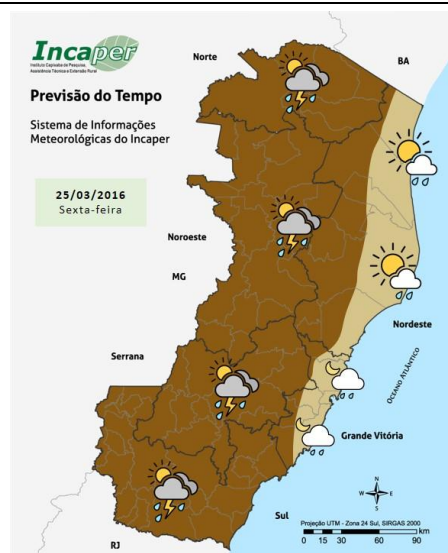 Incaper
Instituto Capixaba de Pesquisa,
Assistência Técnica e Extensão Rural
Previsão do Tempo
Sistema de Informações
Meteorológicas do Incaper
25/03/2016
Sexta-feira
Norte
BA
Noroeste
MG
Nordeste
OCEANO ATLÂNTICO
Serrana
Grande Vitória
Sul
RJ
N
W
E
S
Projeção UTM - Zona 24 Sul, SIRGAS 2000
km
0 15 30 60 90